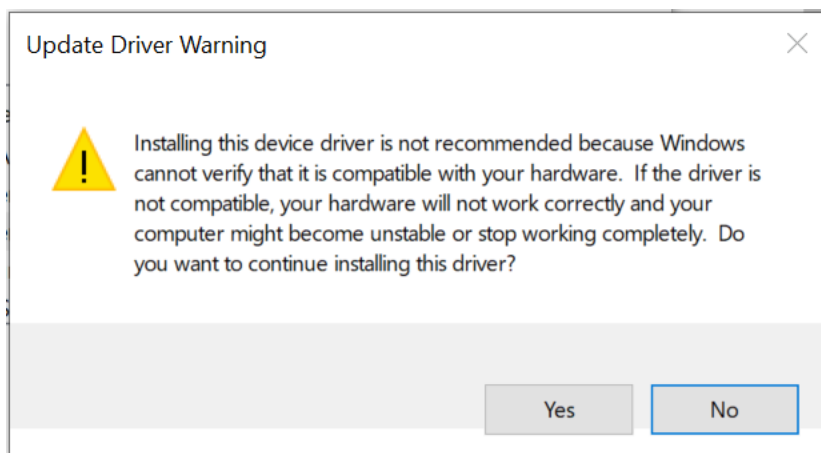 Update Driver Warning
Installing this device driver is not recommended because Windows
cannot verify that it is compatible with your hardware.  If the driver is
not compatible, your hardware will not work correctly and your
computer might become unstable or stop working completely.  Do
you want to continue installing this driver?
Yes
No